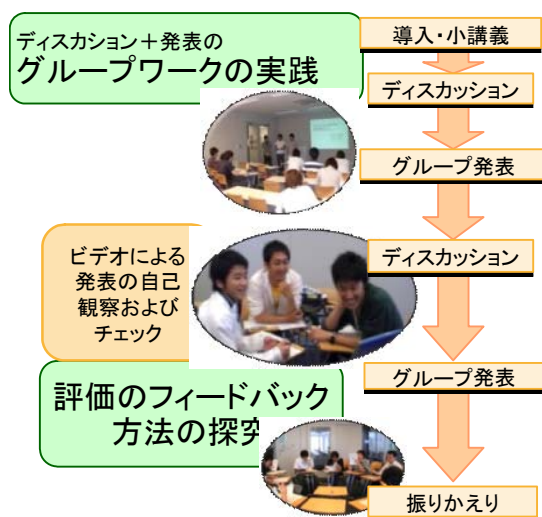 ディスカション＋発表の
グループワークの実践
導入・小講義
ディスカッション
グループ発表
ビデオによる
発表の自己
観察および
チェック
ディスカッション
評価のフィードバック
方法の探究
グループ発表
振りかえり